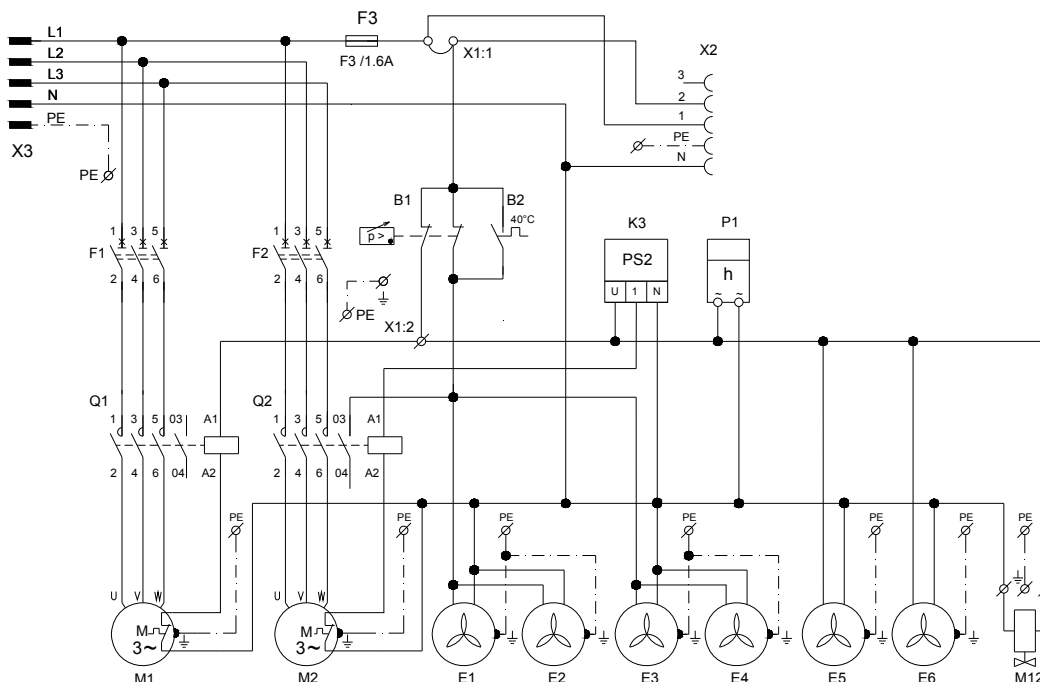 F3
L1
L2
X1:1
X2
F3 /1.6A
3
L3
2
N
1
PE
PE
X3
N
PE
B1
B2
K3
P1
40°C
1 3 5
1 3 5
p >
PS2
F1
F2
h
U 1 N
~ ~
2 4 6
2 4 6
PE
X1:2
Q1
Q2
1 3 5 03 A1
1 3 5 03 A1
2 4 6 04 A2
2 4 6 04 A2
PE
PE
PE
PE
PE
PE
U V W
U V W
M
3~
M
3~
M1
M2
E1
E2
E3
E4
E5
E6
M12